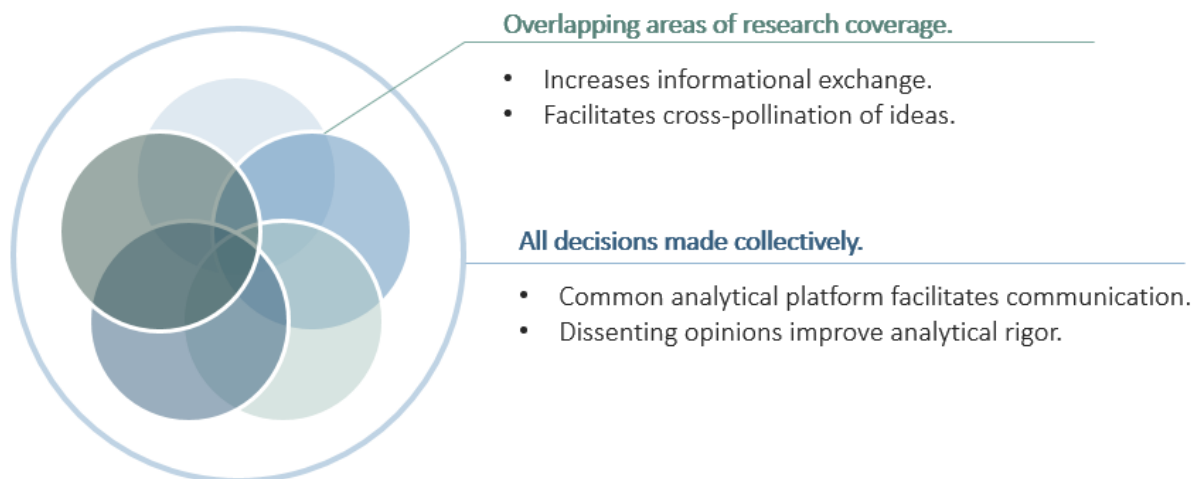 Overlapping areas of research coverage.
• Increases informational exchange.
• Facilitates cross-pollination of ideas.
All decisions made collectively.
• Common analytical platform facilitates communication.
• Dissenting opinions improve analytical rigor.